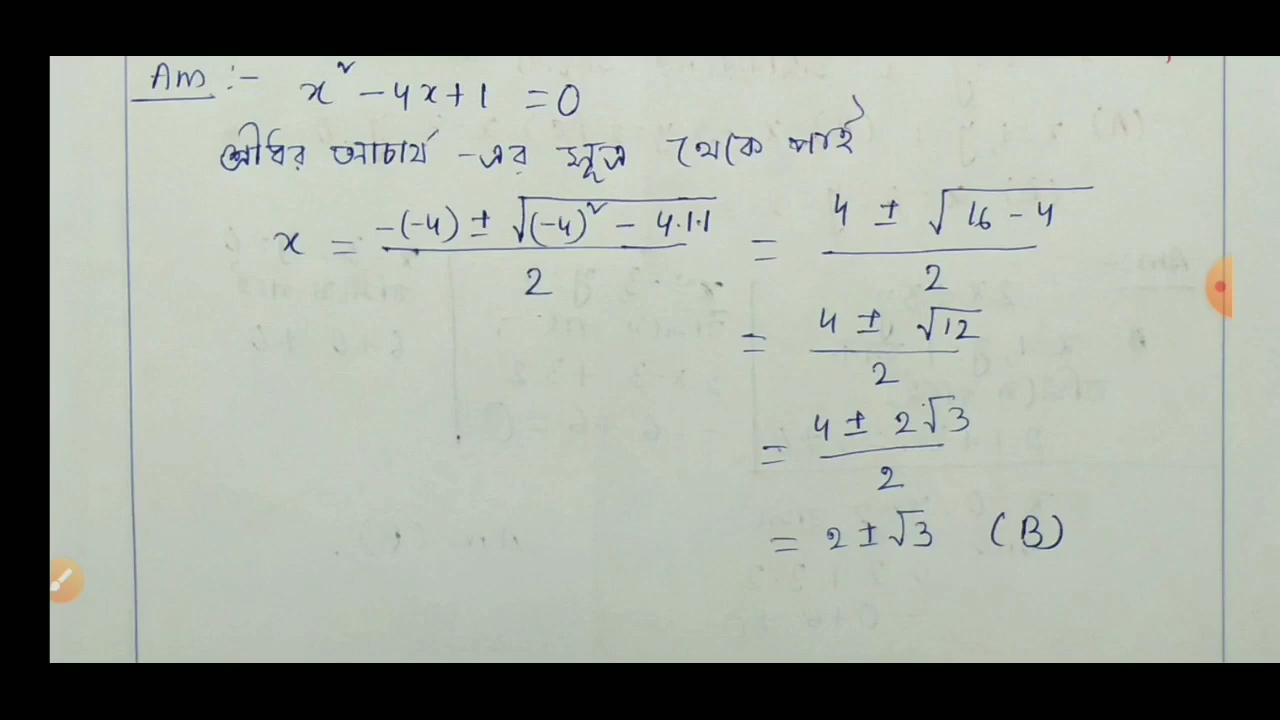 Ans :- x² - 4x + 1 = 0
শ্রীধর আচার্য -এর সূত্র থেকে পাই
x = (-(-4) ± √((-4)² - 4.1.1)) / 2 = (4 ± √(16 - 4)) / 2
= (4 ± √12) / 2
= (4 ± 2√3) / 2
= 2 ± √3 (B)